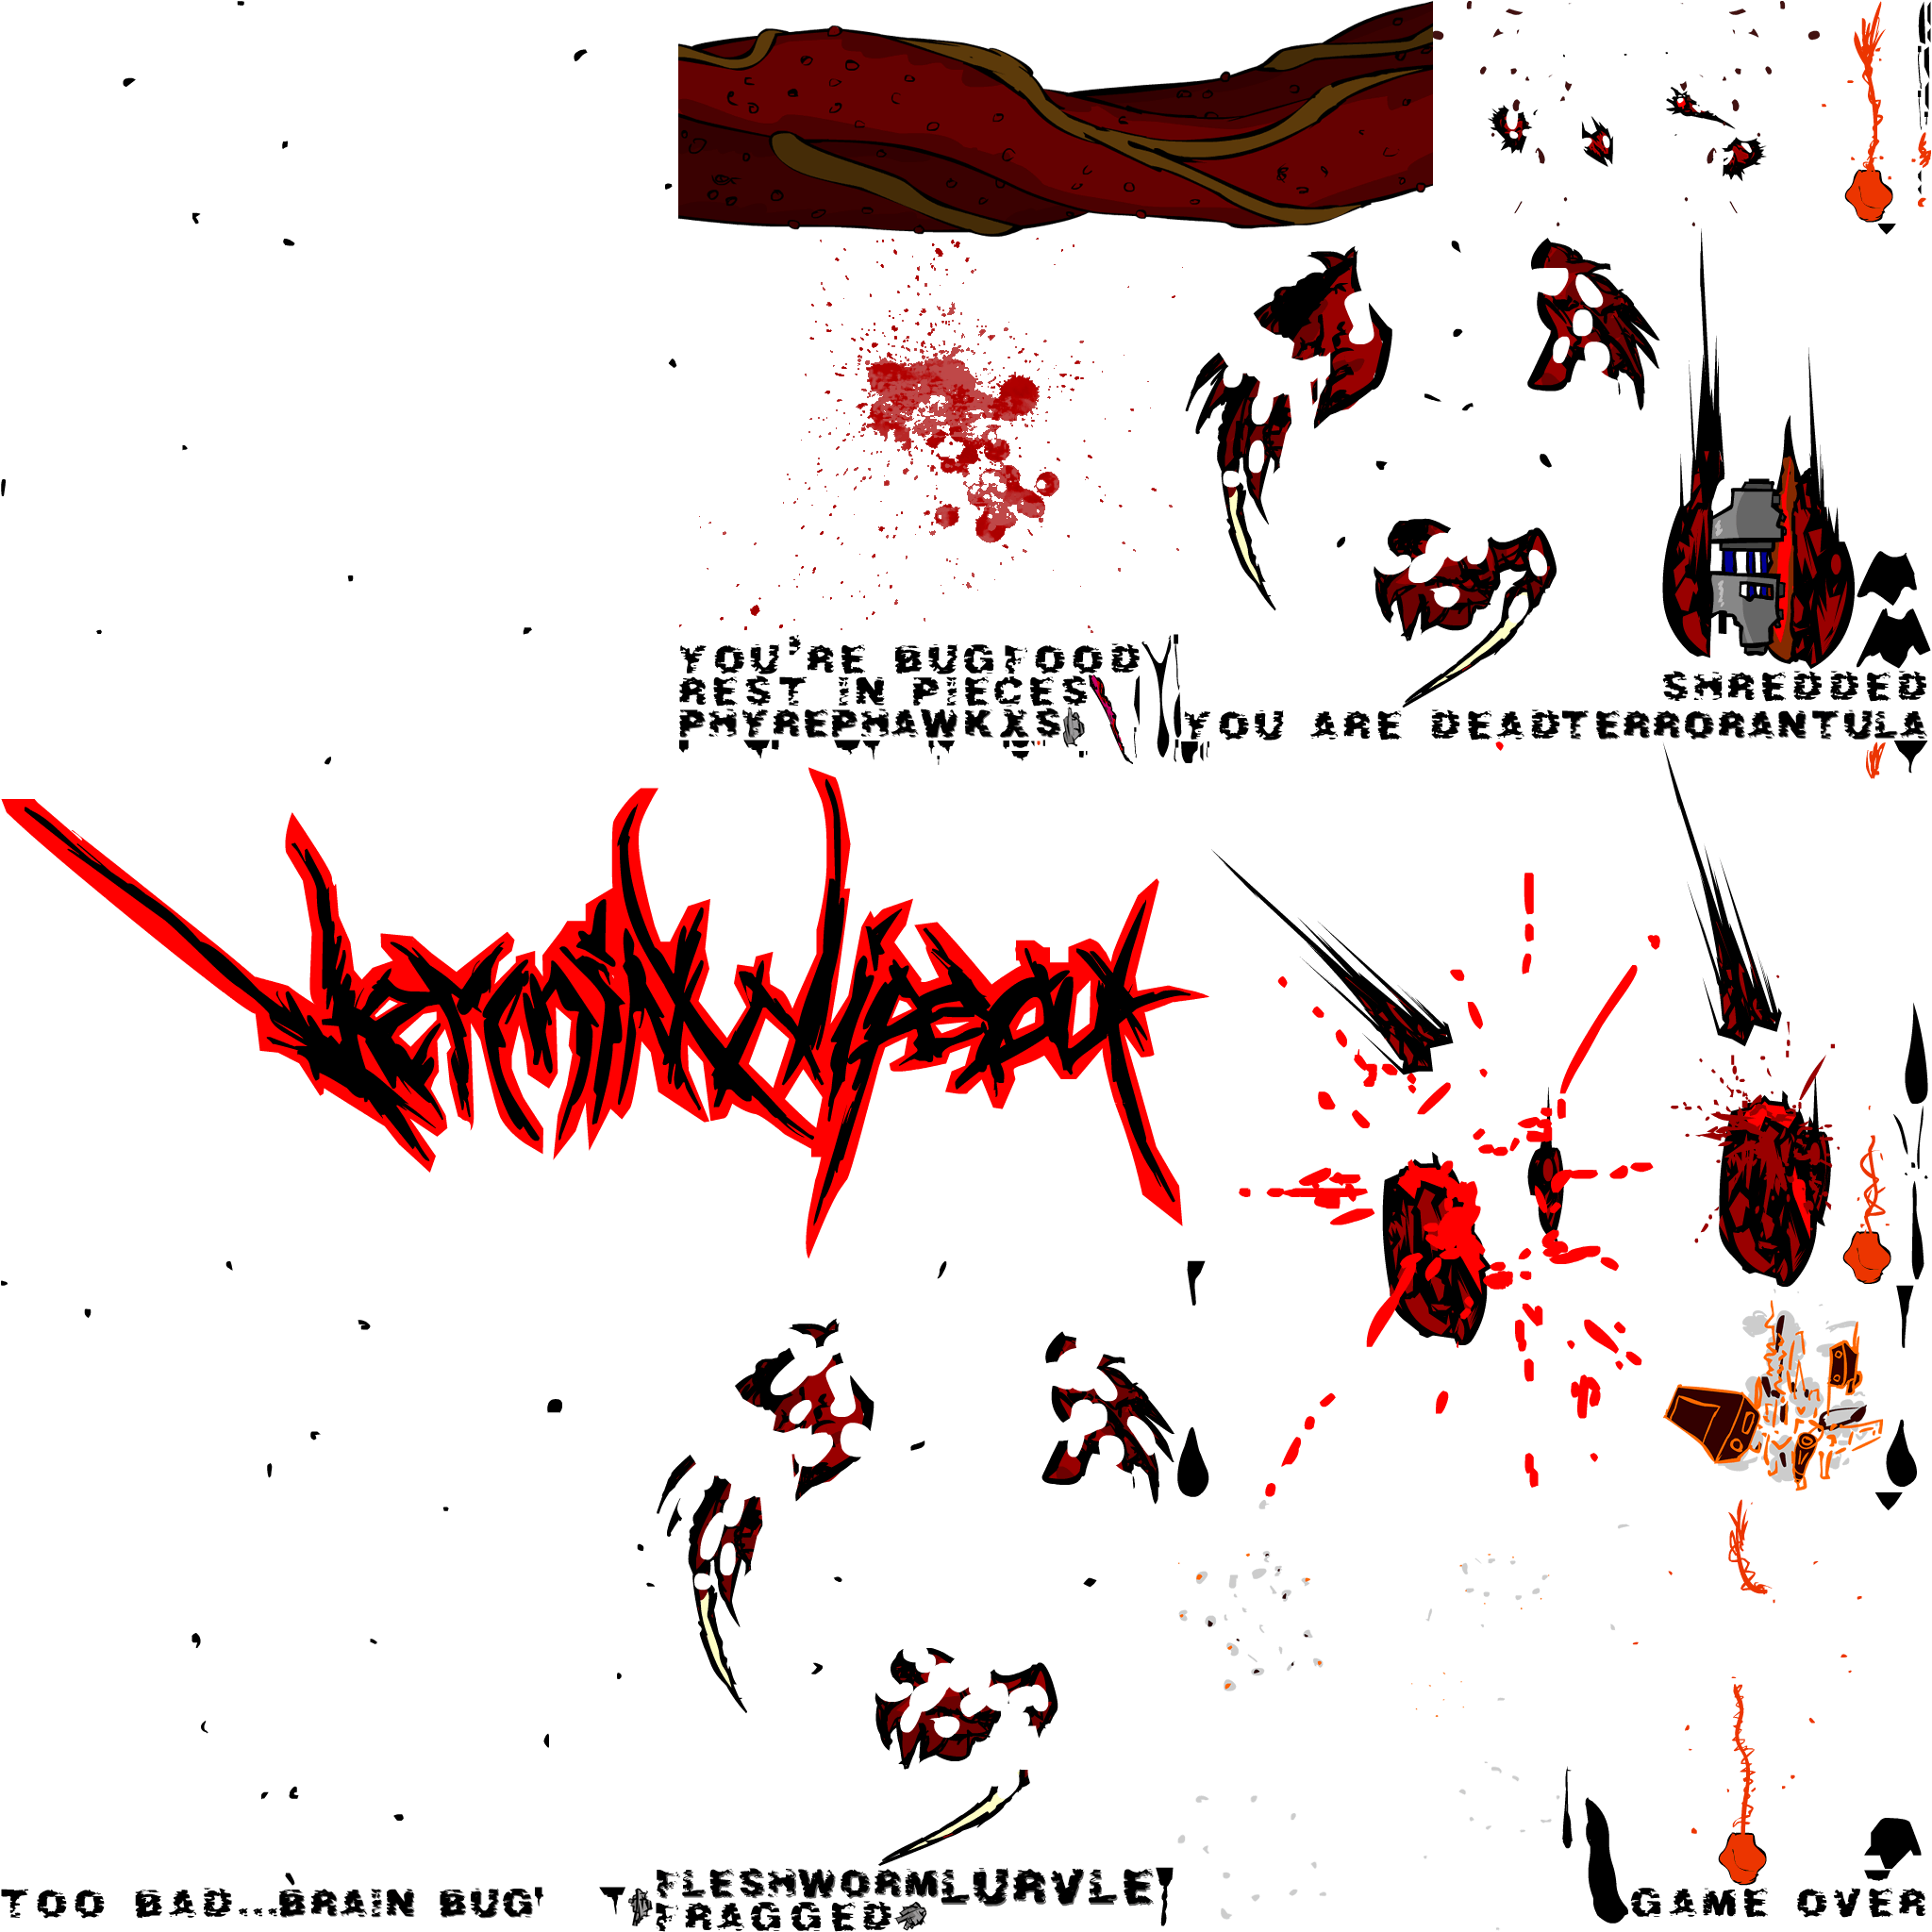 YOU'RE BUGFOOD
REST IN PIECES
PHYREPHAWKXS
SHREDDED
YOU ARE DEAD
TERRORANTULA
TOO BAD...
BRAIN BUG
FLESHWORM
LURVLE
FRAGGED
GAME OVER